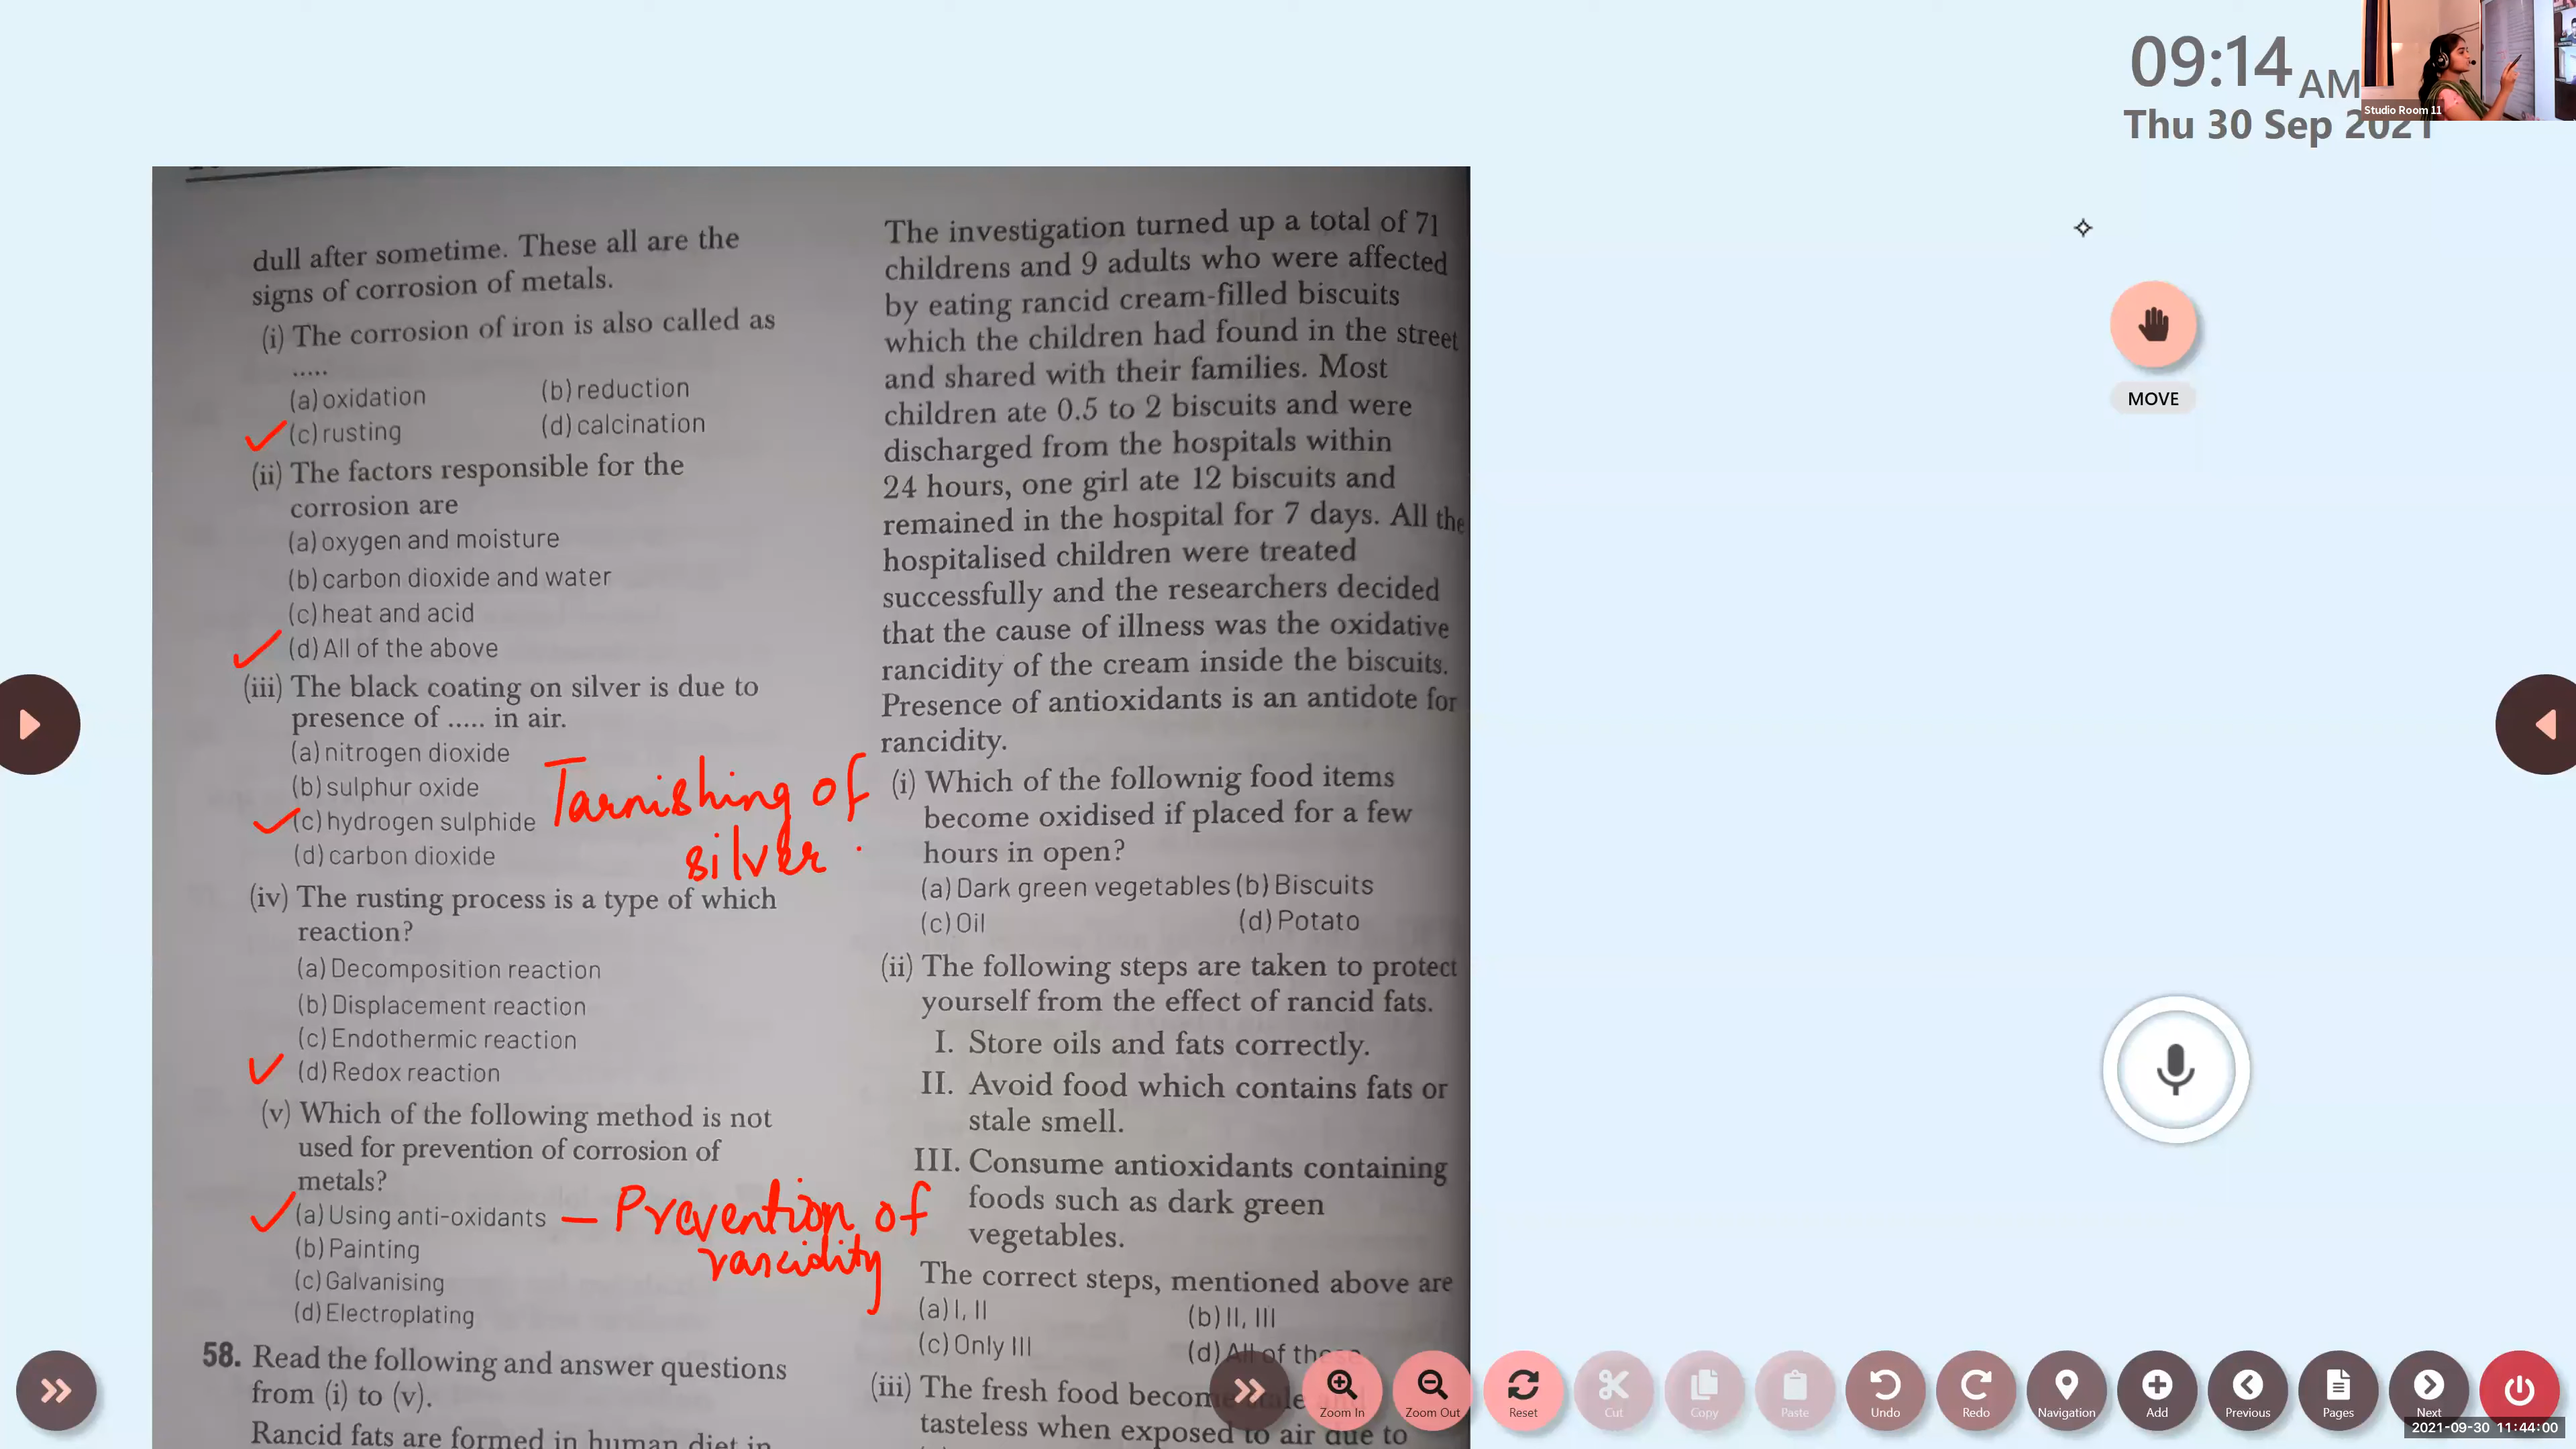 09:14 AM
Thu 30 Sep 2021
Studio Room 11
MOVE
dull after sometime. These all are the
signs of corrosion of metals.
(i) The corrosion of iron is also called as
.....
(a) oxidation (b) reduction
(c) rusting (d) calcination
(ii) The factors responsible for the
corrosion are
(a) oxygen and moisture
(b) carbon dioxide and water
(c) heat and acid
(d) All of the above
(iii) The black coating on silver is due to
presence of ..... in air.
(a) nitrogen dioxide
(b) sulphur oxide
(c) hydrogen sulphide
(d) carbon dioxide
Tarnishing of
silver.
(iv) The rusting process is a type of which
reaction?
(a) Decomposition reaction
(b) Displacement reaction
(c) Endothermic reaction
(d) Redox reaction
(v) Which of the following method is not
used for prevention of corrosion of
metals?
(a) Using anti-oxidants – Prevention of
rancidity
(b) Painting
(c) Galvanising
(d) Electroplating
58. Read the following and answer questions
from (i) to (v).
Rancid fats are formed in human diet in
The investigation turned up a total of 71
childrens and 9 adults who were affected
by eating rancid cream-filled biscuits
which the children had found in the street
and shared with their families. Most
children ate 0.5 to 2 biscuits and were
discharged from the hospitals within
24 hours, one girl ate 12 biscuits and
remained in the hospital for 7 days. All the
hospitalised children were treated
successfully and the researchers decided
that the cause of illness was the oxidative
rancidity of the cream inside the biscuits.
Presence of antioxidants is an antidote for
rancidity.
(i) Which of the follownig food items
become oxidised if placed for a few
hours in open?
(a) Dark green vegetables (b) Biscuits
(c) Oil (d) Potato
(ii) The following steps are taken to protect
yourself from the effect of rancid fats.
I. Store oils and fats correctly.
II. Avoid food which contains fats or
stale smell.
III. Consume antioxidants containing
foods such as dark green
vegetables.
The correct steps, mentioned above are
(a) I, II (b) II, III
(c) Only III (d) All of these
(iii) The fresh food become
tasteless when exposed to air due to
Zoom In Zoom Out Reset Cut Copy Paste Undo Redo Navigation Add Previous Pages Next
2021-09-30 11:44:00